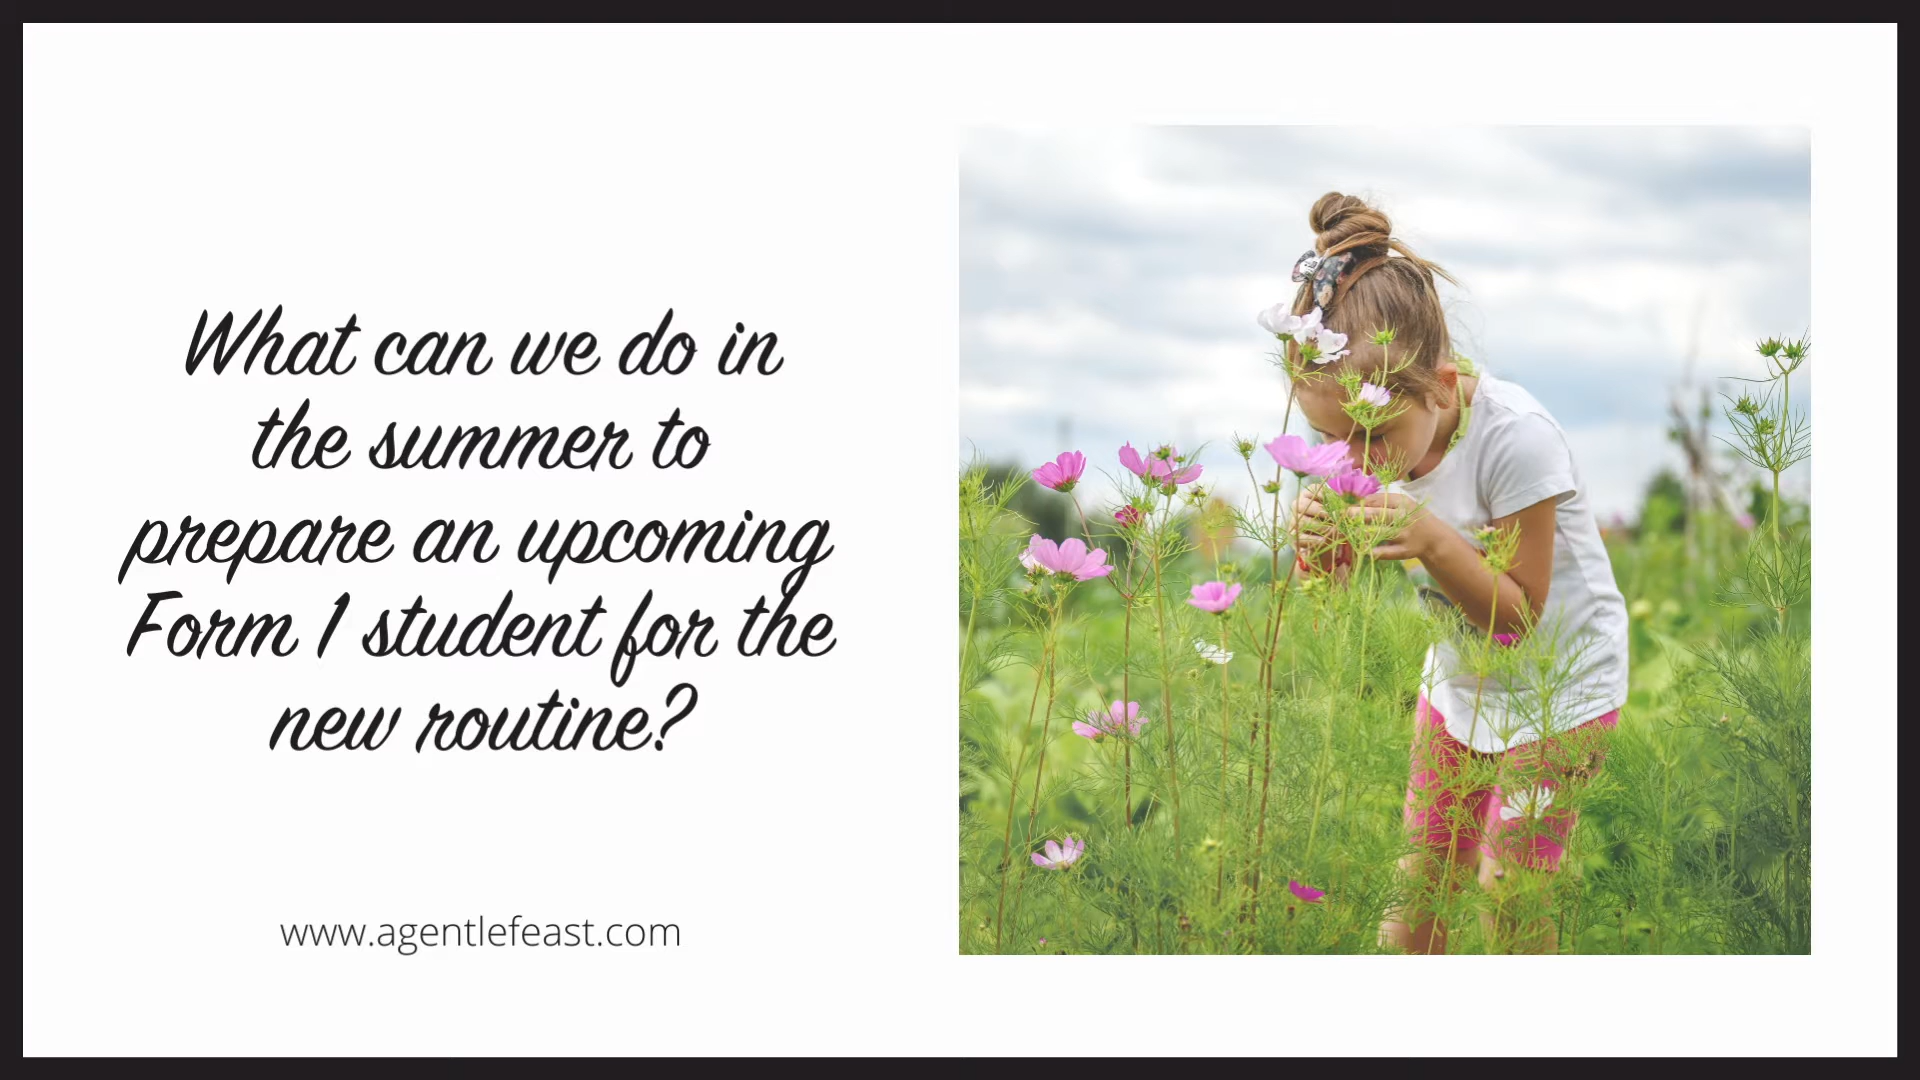 What can we do in
the summer to
prepare an upcoming
Form 1 student for the
new routine?
www.agentlefeast.com